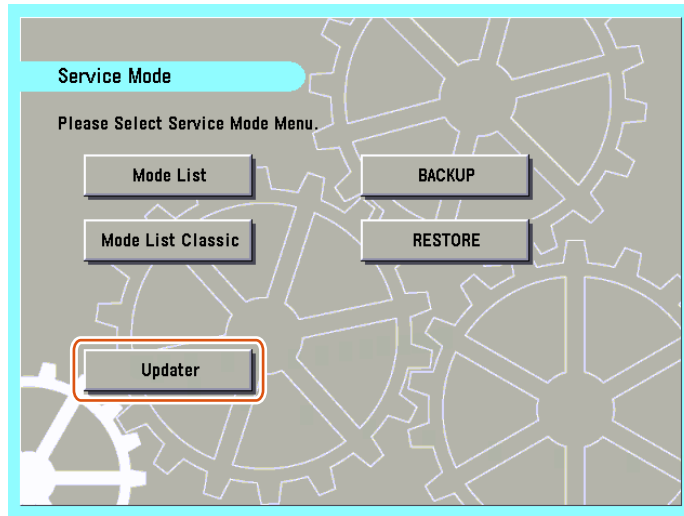 Service Mode
Please Select Service Mode Menu.
Mode List
BACKUP
Mode List Classic
RESTORE
Updater